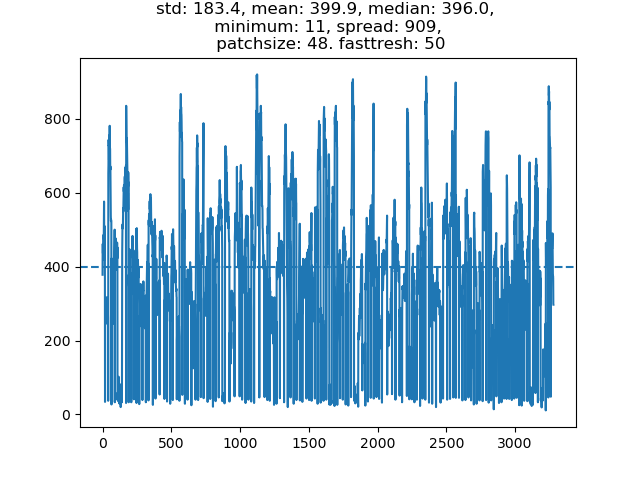 std: 183.4, mean: 399.9, median: 396.0,
minimum: 11, spread: 909,
patchsize: 48. fasttresh: 50
800
600
400
200
0
0 500 1000 1500 2000 2500 3000